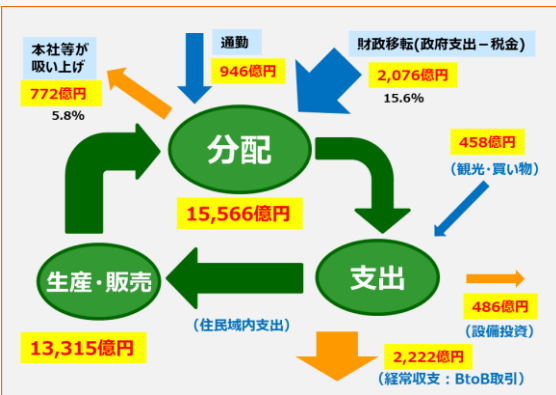 本社等が
吸い上げ
772億円
5.8%
通勤
946億円
財政移転(政府支出－税金)
2,076億円
15.6%
分配
15,566億円
458億円
(観光・買い物)
生産・販売
13,315億円
支出
(住民域内支出)
486億円
(設備投資)
2,222億円
(経常収支：BtoB取引)